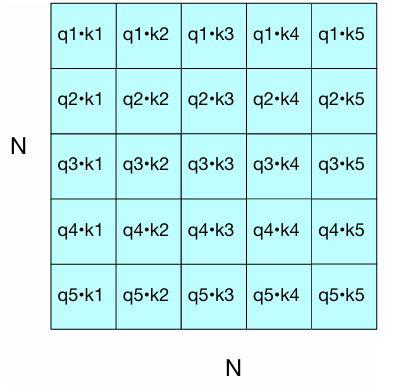 q1•k1 q1•k2 q1•k3 q1•k4 q1•k5
q2•k1 q2•k2 q2•k3 q2•k4 q2•k5
N
q3•k1 q3•k2 q3•k3 q3•k4 q3•k5
q4•k1 q4•k2 q4•k3 q4•k4 q4•k5
q5•k1 q5•k2 q5•k3 q5•k4 q5•k5
N